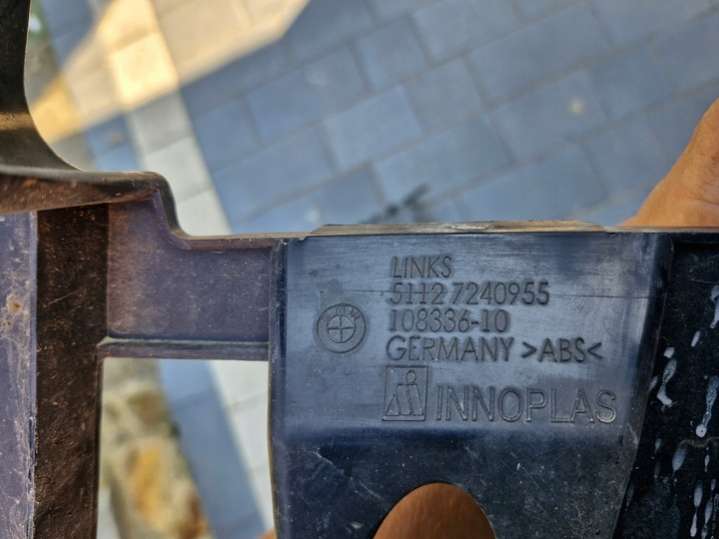 LINKS
5112 7240955
108336-10
GERMANY >ABS<
INNOPLAS